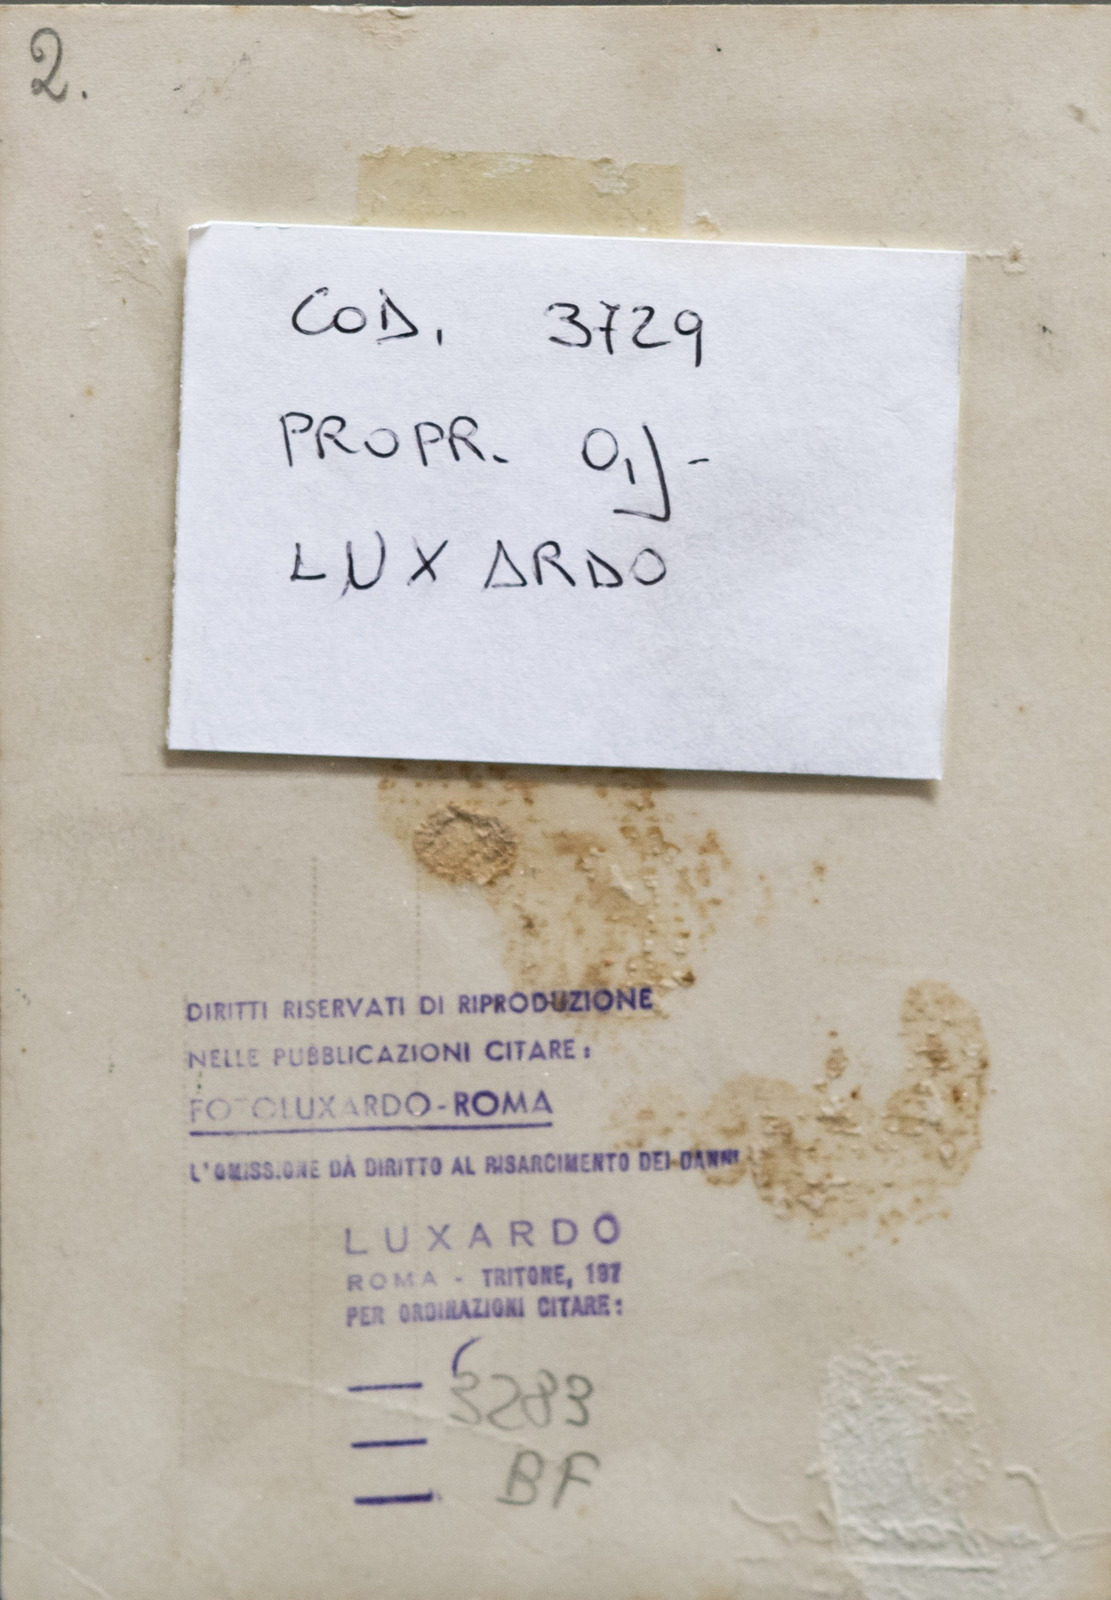 2.
COD. 3729
PROPR.
LUXARDO
DIRITTI RISERVATI DI RIPRODUZIONE
NELLE PUBBLICAZIONI CITARE:
FOTOLUXARDO-ROMA
L'OMISSIONE DÀ DIRITTO AL RISARCIMENTO DEI DANNI
LUXARDO
ROMA - TRITONE, 197
PER ORDINAZIONI CITARE:
3283
BF